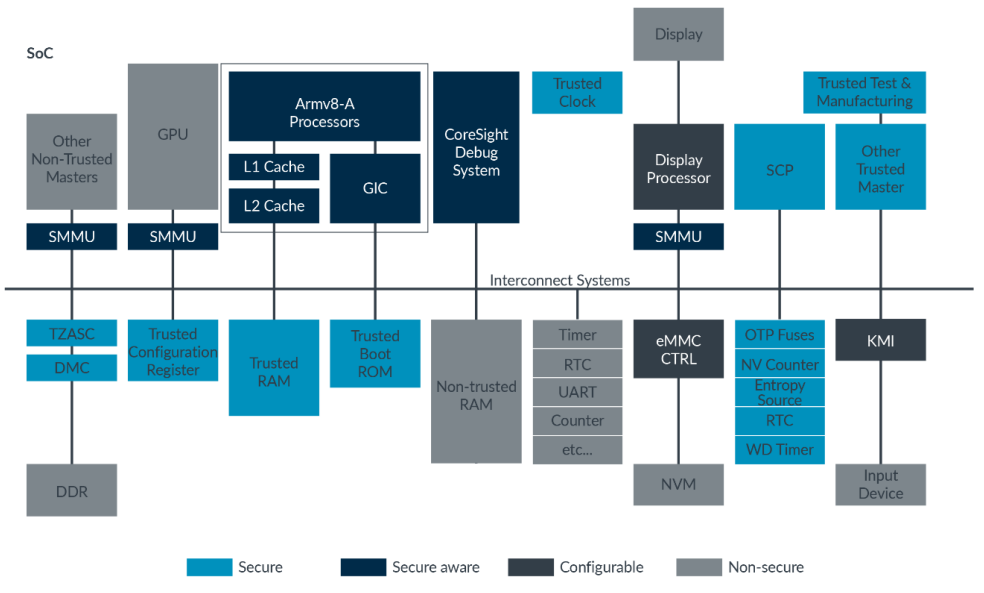 SoC
Display
Other
Non-Trusted
Masters
GPU
Armv8-A
Processors
L1 Cache
L2 Cache
GIC
CoreSight
Debug
System
Trusted
Clock
Display
Processor
SCP
Trusted Test &
Manufacturing
Other
Trusted
Master
SMMU
SMMU
SMMU
Interconnect Systems
TZASC
DMC
DDR
Trusted
Configuration
Register
Trusted
RAM
Trusted
Boot
ROM
Non-trusted
RAM
Timer
RTC
UART
Counter
etc...
eMMC
CTRL
NVM
OTP Fuses
NV Counter
Entropy
Source
RTC
WD Timer
KMI
Input
Device
Secure
Secure aware
Configurable
Non-secure